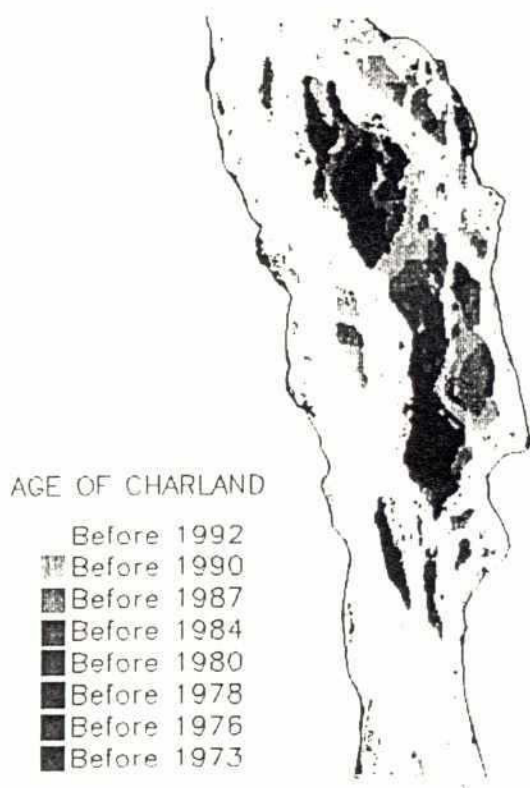 AGE OF CHARLAND
Before 1992
Before 1990
Before 1987
Before 1984
Before 1980
Before 1978
Before 1976
Before 1973